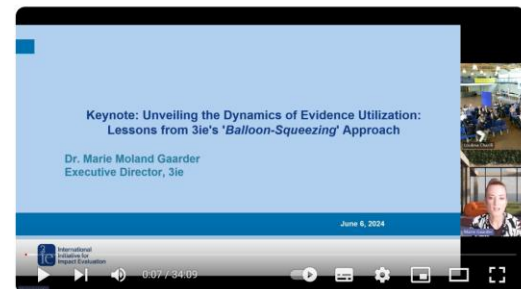 Keynote: Unveiling the Dynamics of Evidence Utilization:
Lessons from 3ie's 'Balloon-Squeezing' Approach
Dr. Marie Moland Gaarder
Executive Director, 3ie
June 6, 2024
International
Initiative for
Impact Evaluation
0:07 / 34:09